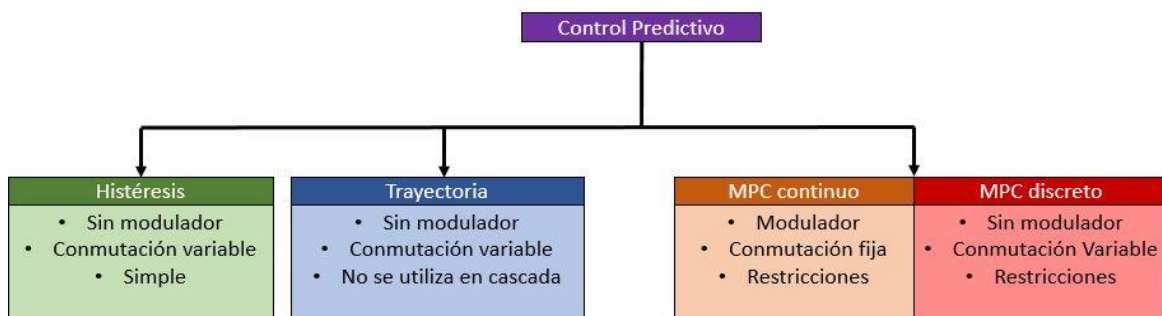 Control Predictivo
Histéresis
• Sin modulador
• Conmutación variable
• Simple
Trayectoria
• Sin modulador
• Conmutación variable
• No se utiliza en cascada
MPC continuo
• Modulador
• Conmutación fija
• Restricciones
MPC discreto
• Sin modulador
• Conmutación Variable
• Restricciones